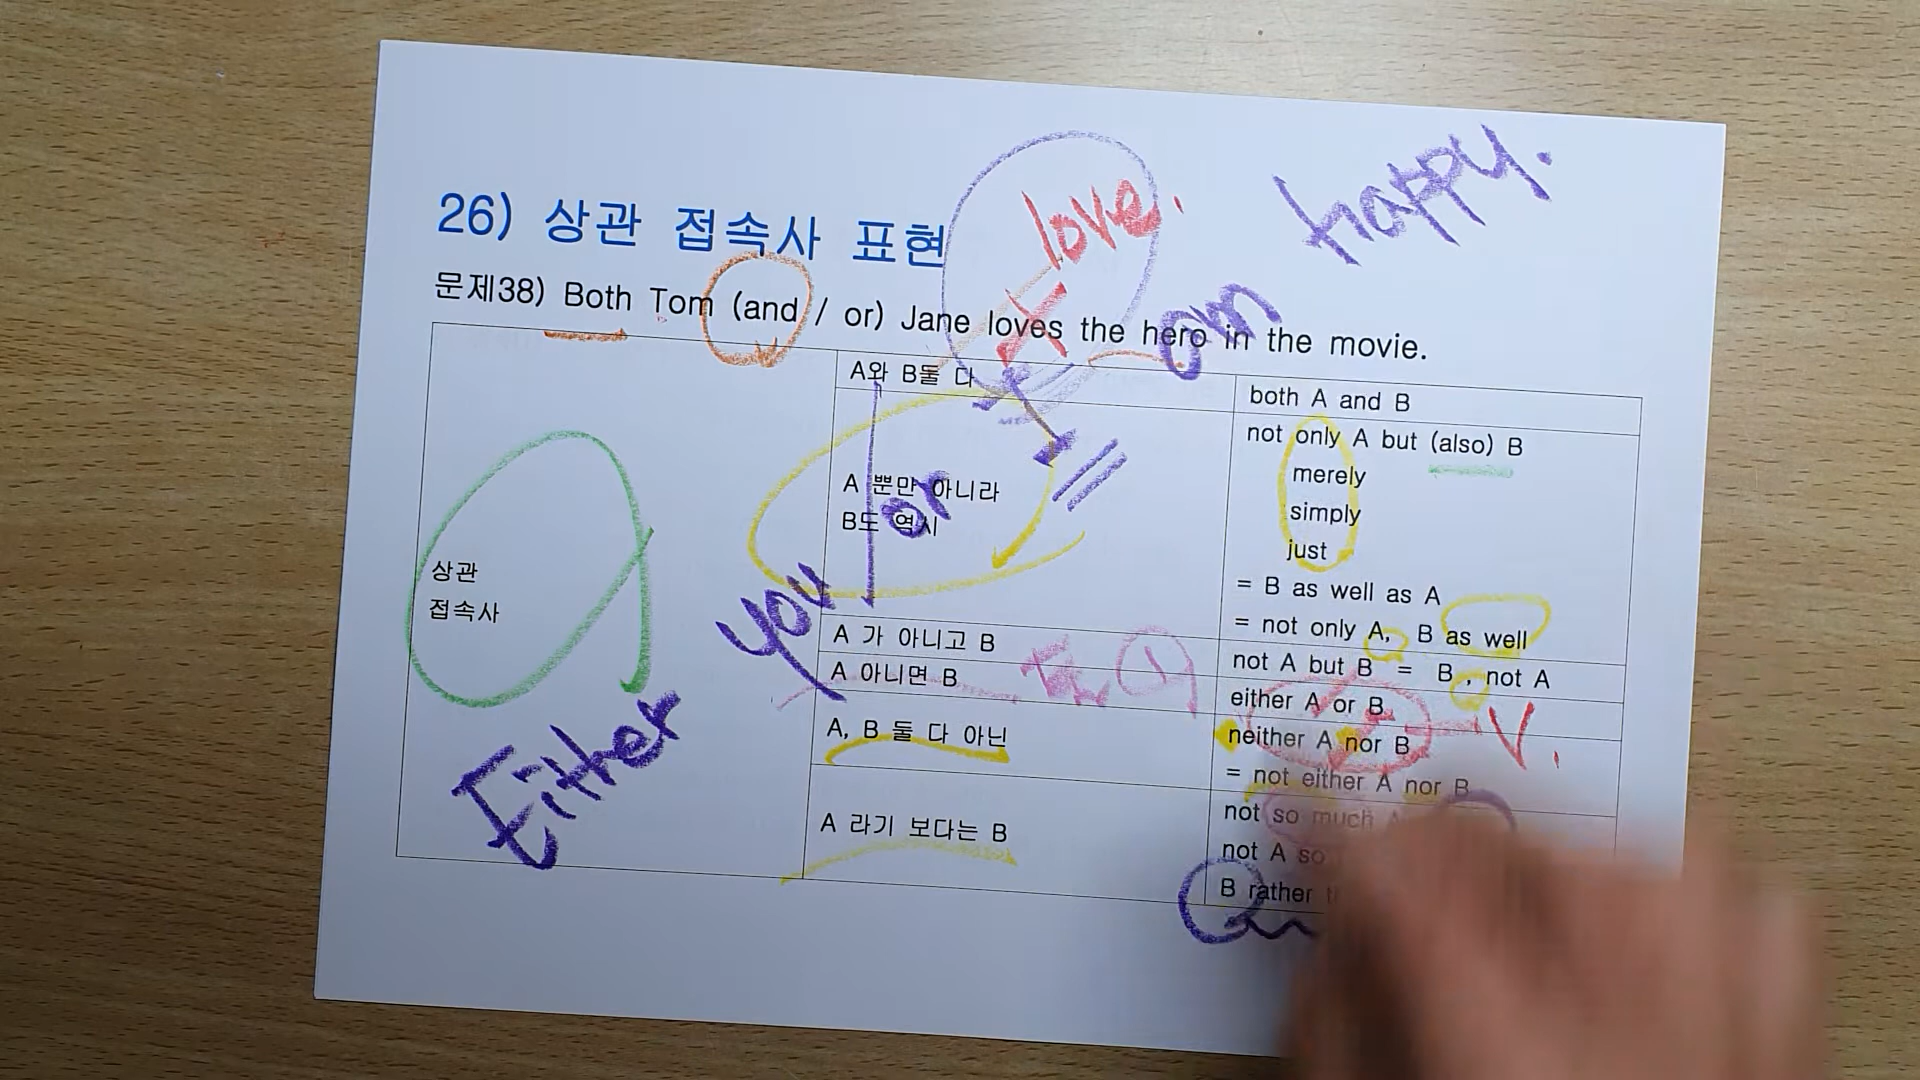 26) 상관 접속사 표현
문제38) Both Tom (and / or) Jane loves the hero in the movie.
상관
접속사
A와 B둘 다
both A and B
A 뿐만 아니라
B도 역시
not only A but (also) B
merely
simply
just
= B as well as A
= not only A, B as well
A 가 아니고 B
not A but B = B , not A
A 아니면 B
either A or B
A, B 둘 다 아닌
neither A nor B
= not either A nor B
A 라기 보다는 B
not so much A
not A so
B rather
love.
happy.
Either you or I am
V.